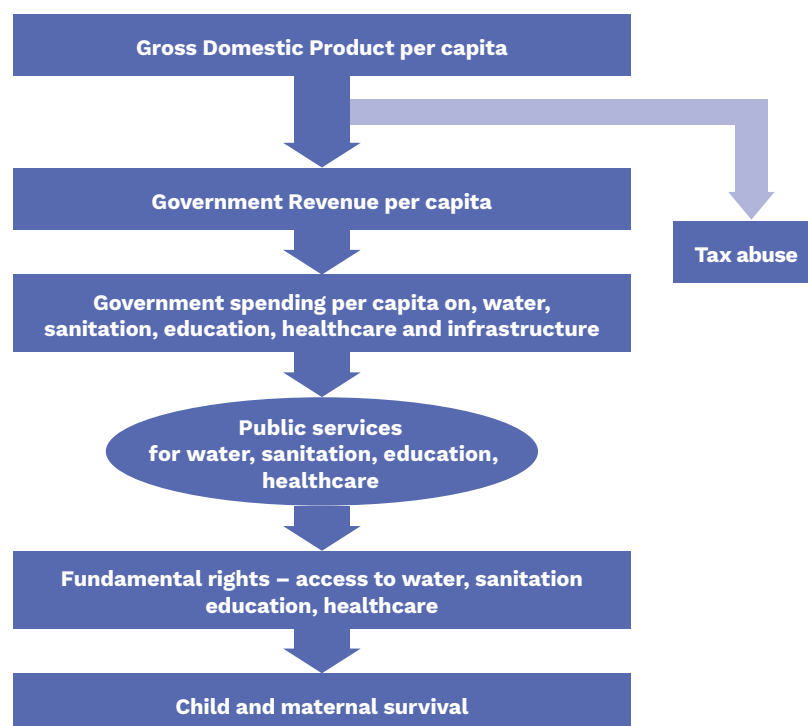 Gross Domestic Product per capita
Government Revenue per capita
Tax abuse
Government spending per capita on, water,
sanitation, education, healthcare and infrastructure
Public services
for water, sanitation, education,
healthcare
Fundamental rights – access to water, sanitation
education, healthcare
Child and maternal survival